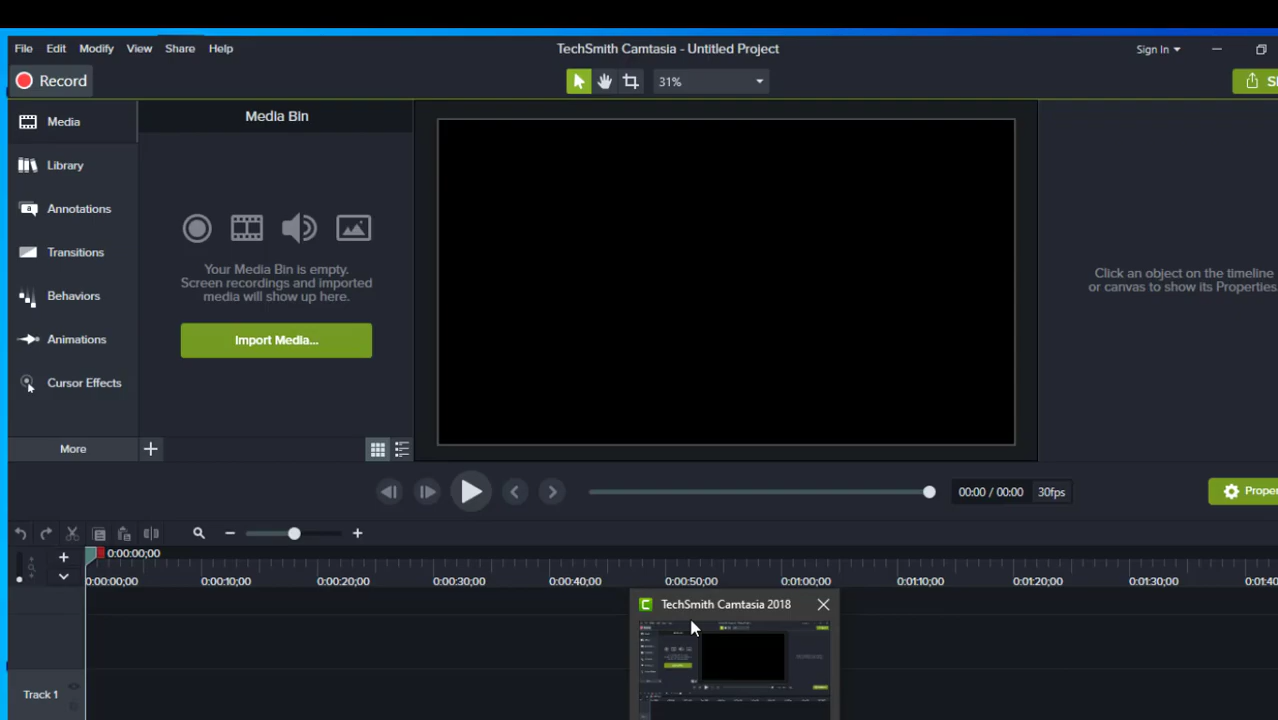 File Edit Modify View Share Help
TechSmith Camtasia - Untitled Project
Sign In
Record
31%
Media
Library
Annotations
Transitions
Behaviors
Animations
Cursor Effects
More
Media Bin
Your Media Bin is empty.
Screen recordings and imported
media will show up here.
Import Media...
Click an object on the timeline
or canvas to show its Properties.
00:00 / 00:00 30fps
Proper
0:00:00;00
0:00:00;00 0:00:10;00 0:00:20;00 0:00:30;00 0:00:40;00 0:00:50;00 0:01:00;00 0:01:10;00 0:01:20;00 0:01:30;00 0:01:40
TechSmith Camtasia 2018
Track 1